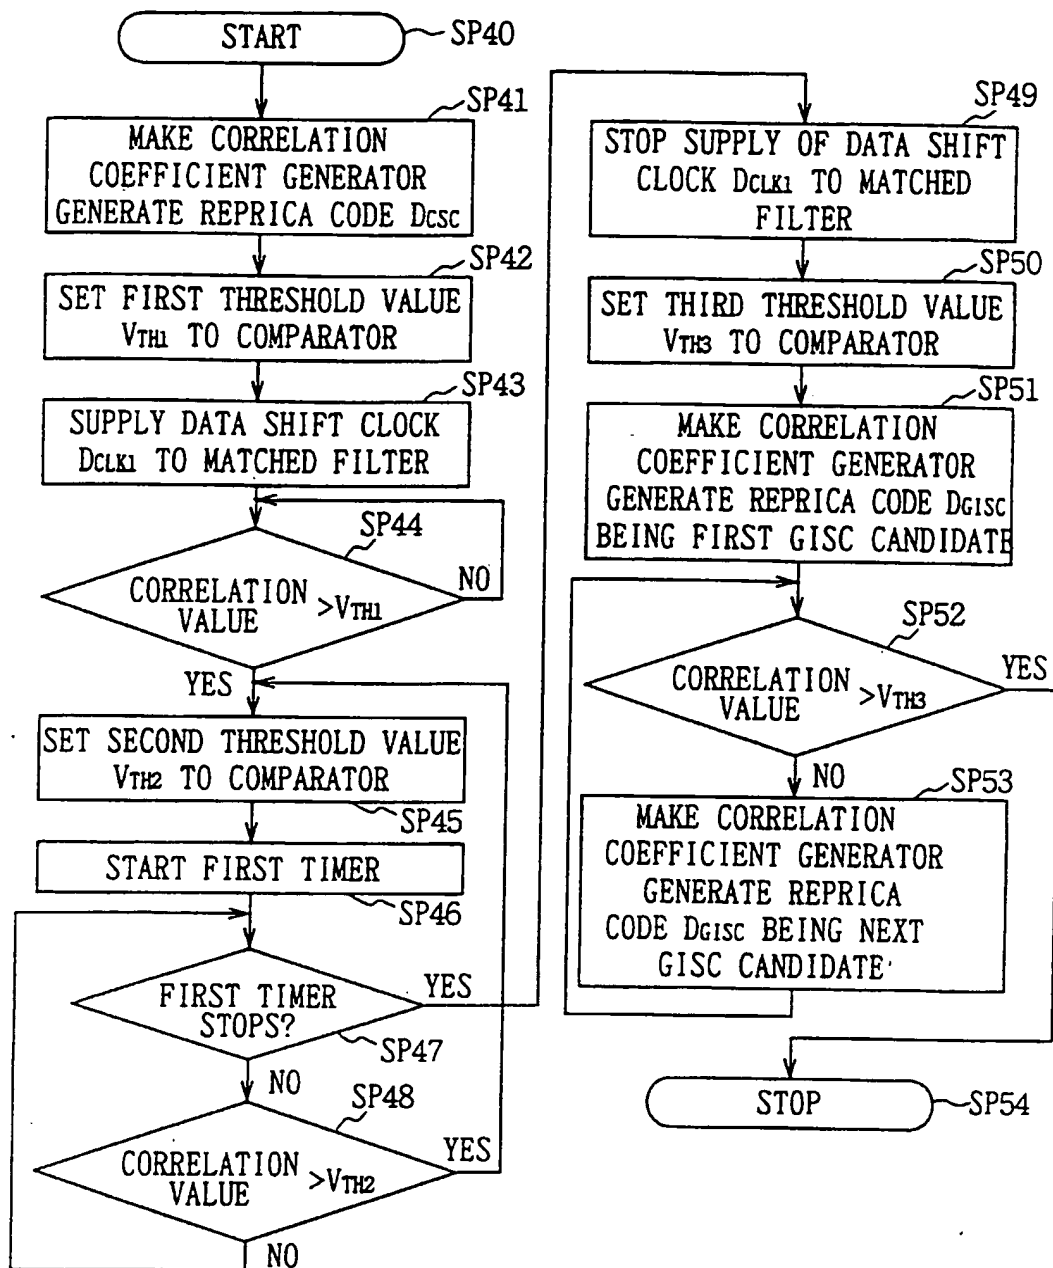 START
SP40
SP41
MAKE CORRELATION
COEFFICIENT GENERATOR
GENERATE REPRICA CODE DCSC
SP42
SET FIRST THRESHOLD VALUE
VTH1 TO COMPARATOR
SP43
SUPPLY DATA SHIFT CLOCK
DCLK1 TO MATCHED FILTER
SP44
CORRELATION
VALUE >VTH1
NO
YES
SET SECOND THRESHOLD VALUE
VTH2 TO COMPARATOR
SP45
START FIRST TIMER
SP46
FIRST TIMER
STOPS?
YES
SP47
NO
SP48
CORRELATION
VALUE >VTH2
YES
NO
SP49
STOP SUPPLY OF DATA SHIFT
CLOCK DCLK1 TO MATCHED
FILTER
SP50
SET THIRD THRESHOLD VALUE
VTH3 TO COMPARATOR
SP51
MAKE CORRELATION
COEFFICIENT GENERATOR
GENERATE REPRICA CODE DGISC
BEING FIRST GISC CANDIDATE
SP52
CORRELATION
VALUE >VTH3
YES
NO
SP53
MAKE CORRELATION
COEFFICIENT GENERATOR
GENERATE REPRICA
CODE DGISC BEING NEXT
GISC CANDIDATE
STOP
SP54